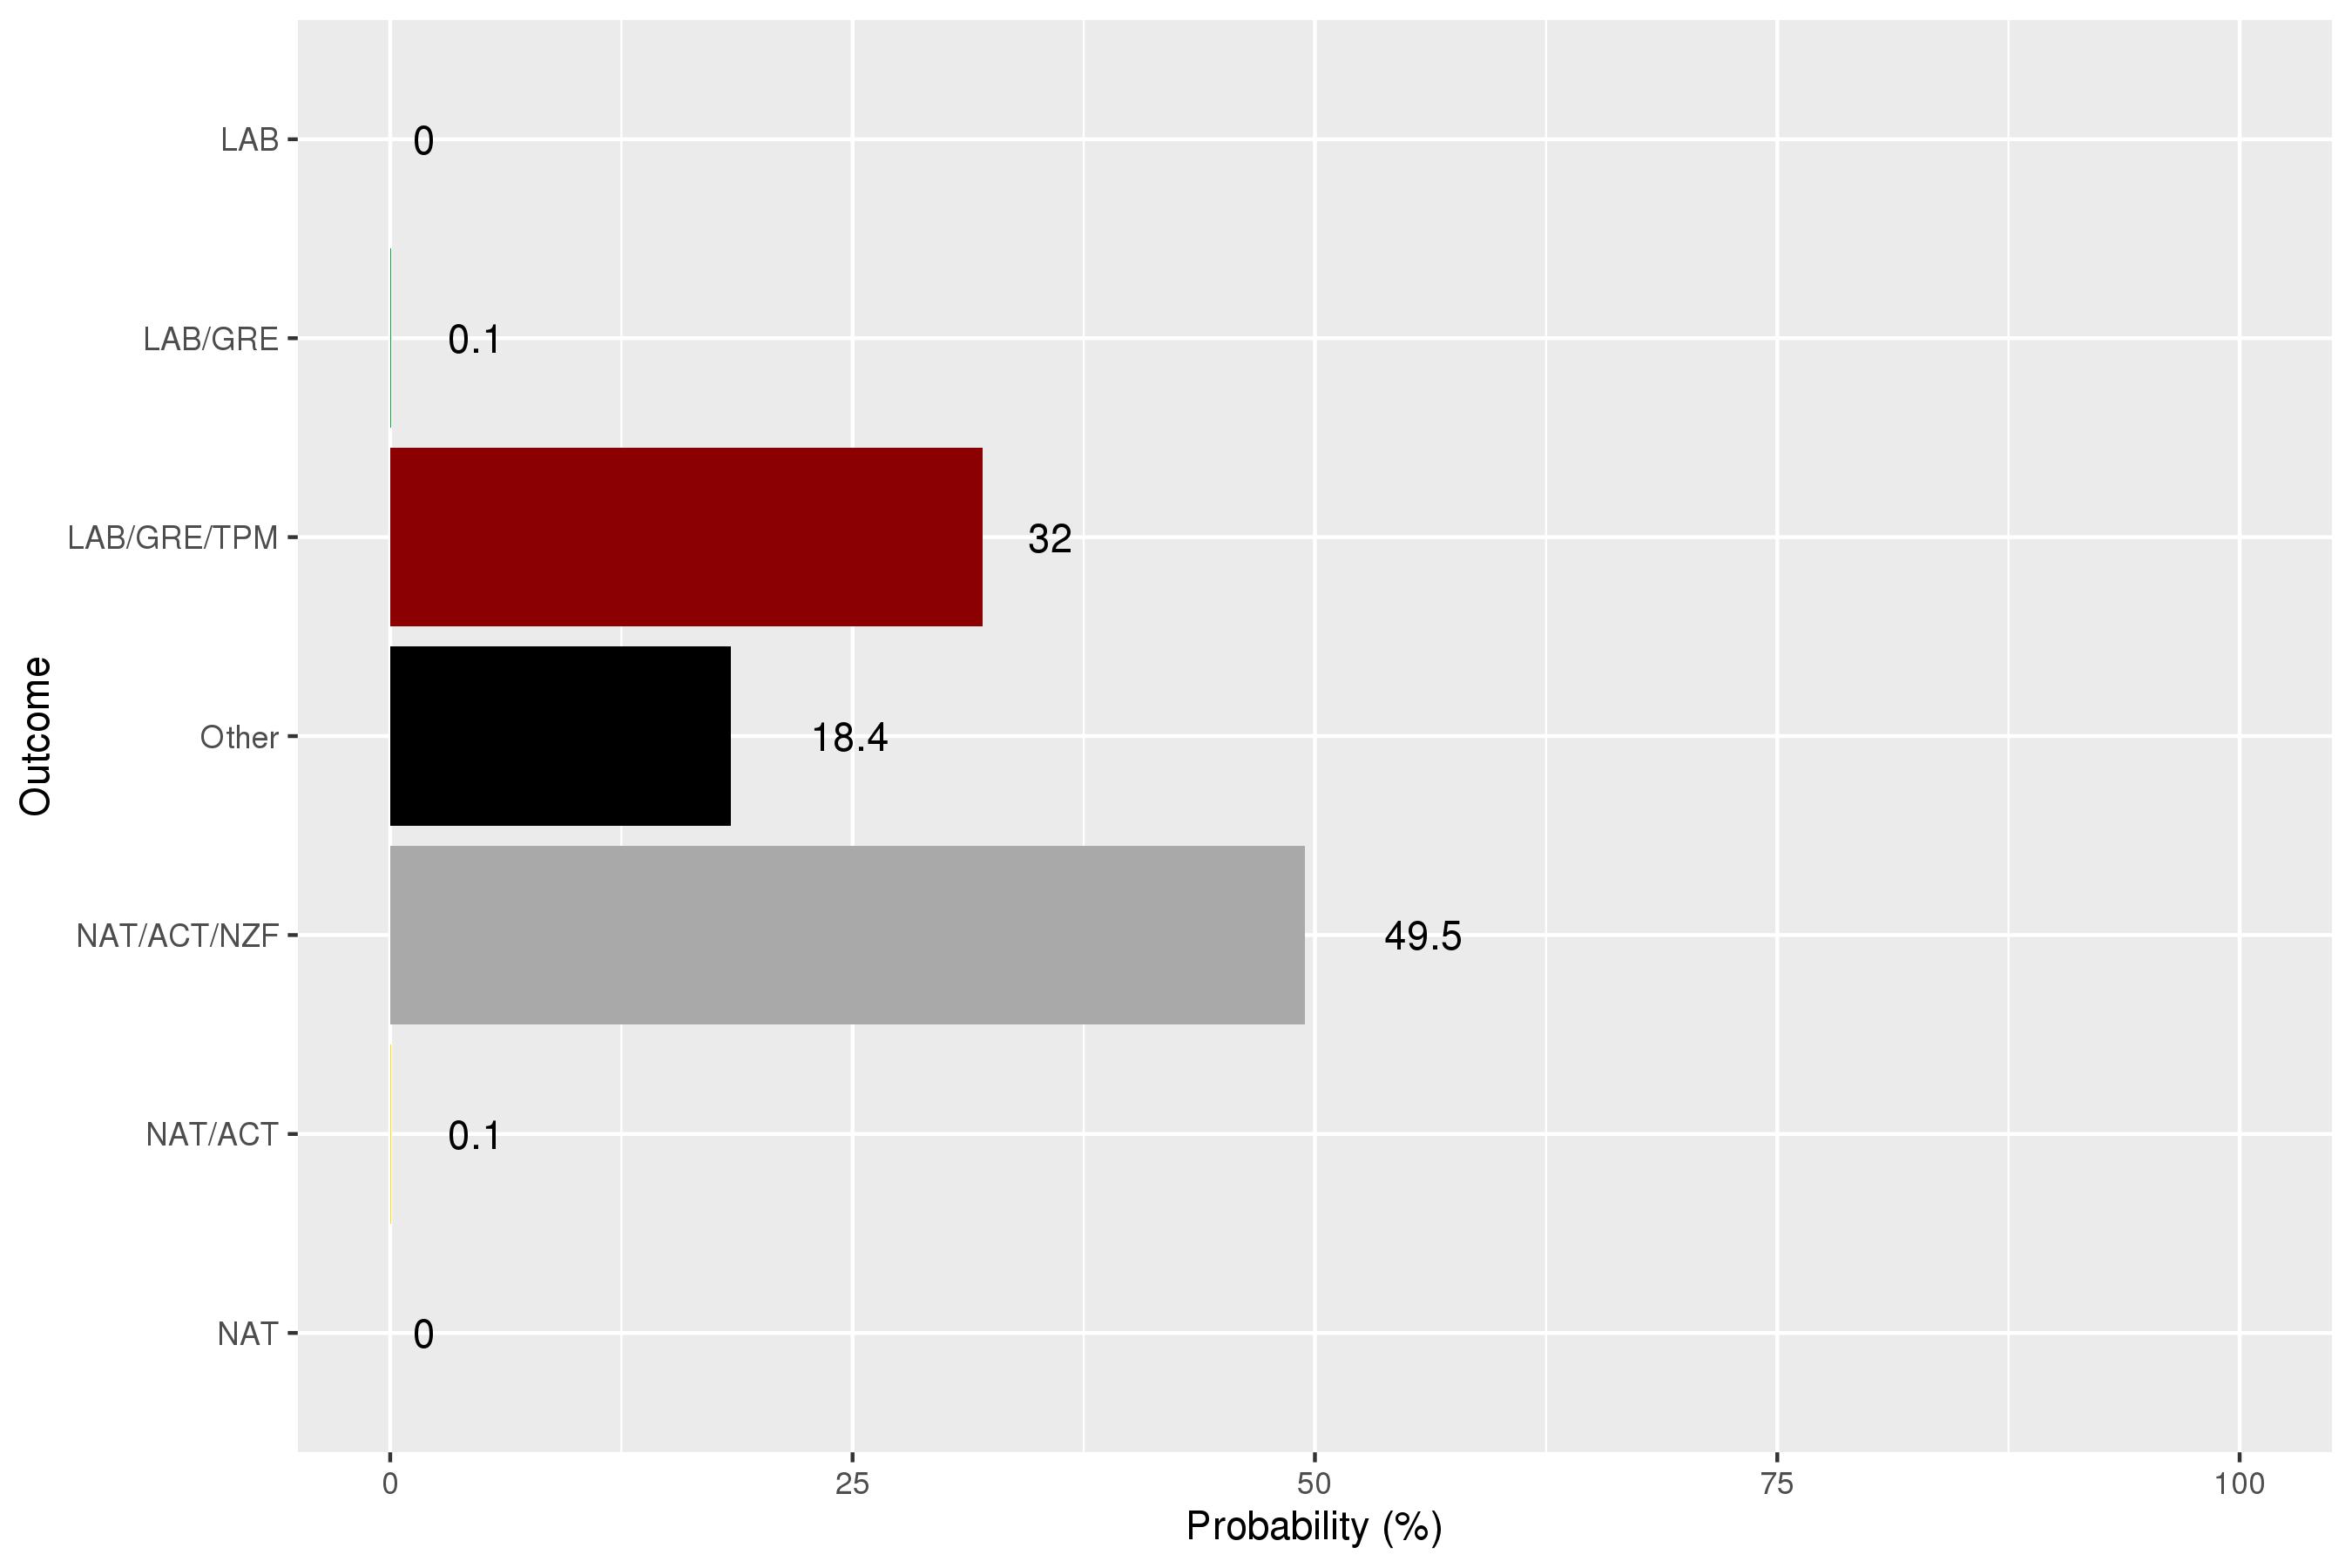 LAB
0
LAB/GRE
0.1
LAB/GRE/TPM
32
Other
18.4
NAT/ACT/NZF
49.5
NAT/ACT
0.1
NAT
0
Outcome
0 25 50 75 100
Probability (%)